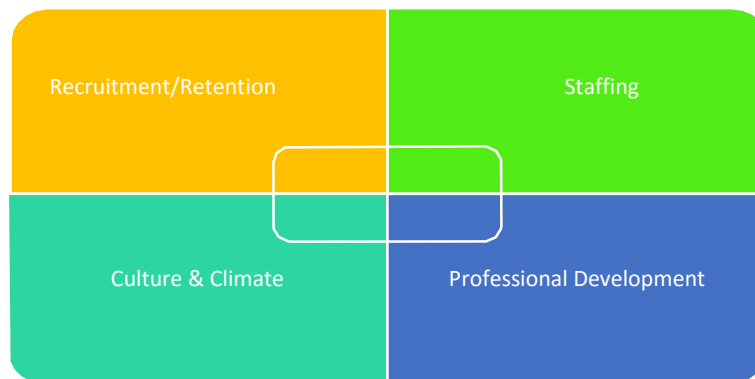 Recruitment/Retention
Staffing
Culture & Climate
Professional Development